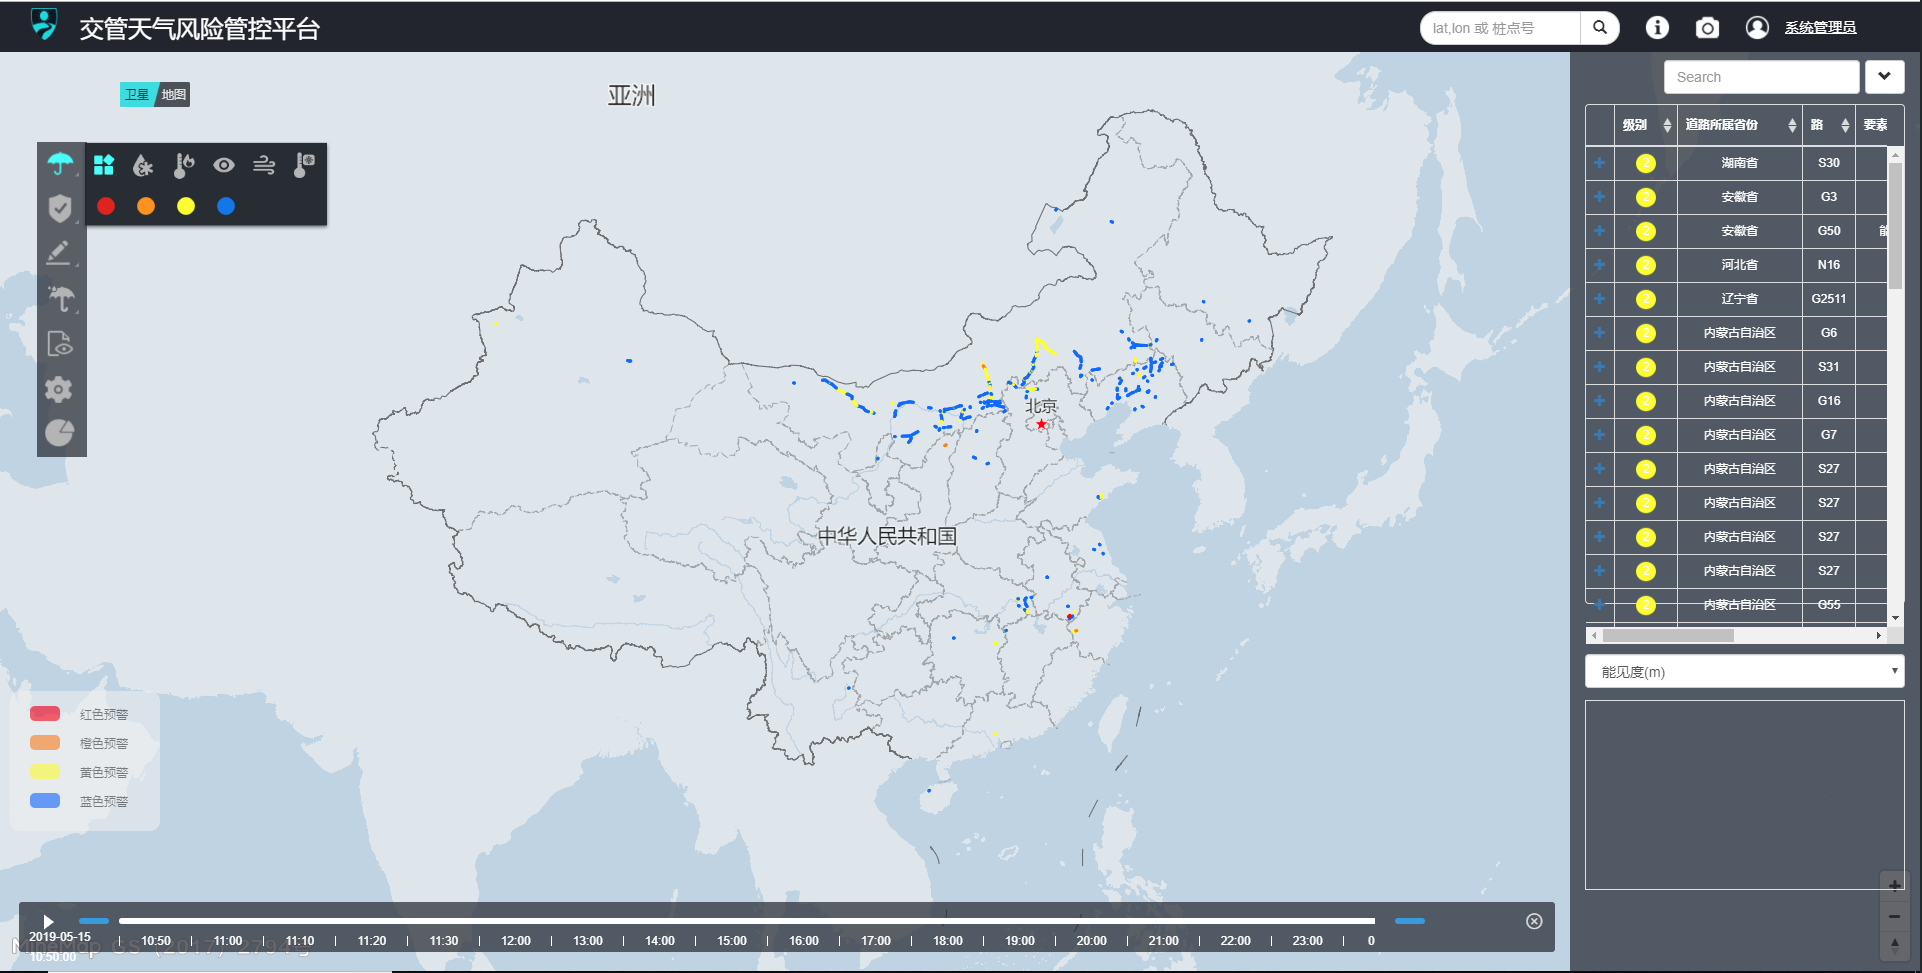 交管天气风险管控平台
lat,lon 或 桩点号
系统管理员
卫星 地图
亚洲
北京
中华人民共和国
红色预警
橙色预警
黄色预警
蓝色预警
2019-05-15
10:50:00
10:50 11:00 11:10 11:20 11:30 12:00 13:00 14:00 15:00 16:00 17:00 18:00 19:00 20:00 21:00 22:00 23:00 0
Search
级别 道路所属省份 路 要素
2 湖南省 S30
2 安徽省 G3
2 安徽省 G50 能
2 河北省 N16
2 辽宁省 G2511
2 内蒙古自治区 G6
2 内蒙古自治区 S31
2 内蒙古自治区 G16
2 内蒙古自治区 G7
2 内蒙古自治区 S27
2 内蒙古自治区 S27
2 内蒙古自治区 S27
2 内蒙古自治区 S27
2 内蒙古自治区 G55
能见度(m)